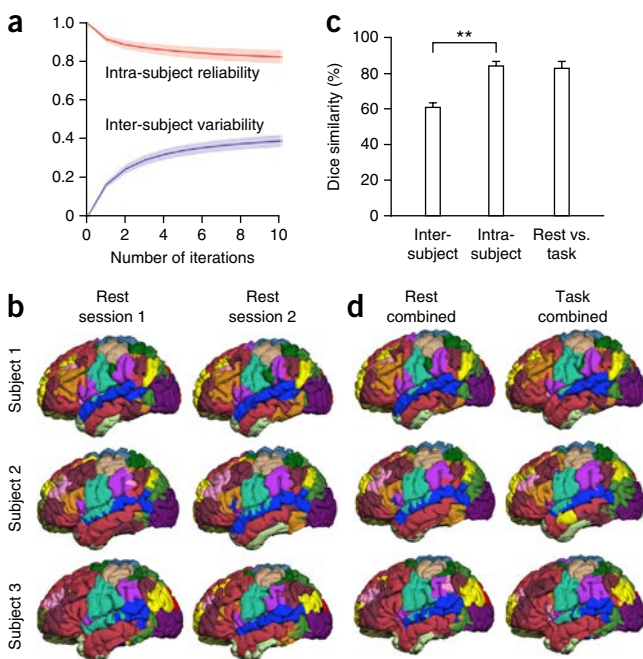 a
1.0
0.8
0.6
0.4
0.2
0
Intra-subject reliability
Inter-subject variability
0 2 4 6 8 10
Number of iterations
c
Dice similarity (%)
100
80
60
40
20
0
**
Inter-
subject
Intra-
subject
Rest vs.
task
b
Rest
session 1
Rest
session 2
Subject 1
Subject 2
Subject 3
d
Rest
combined
Task
combined